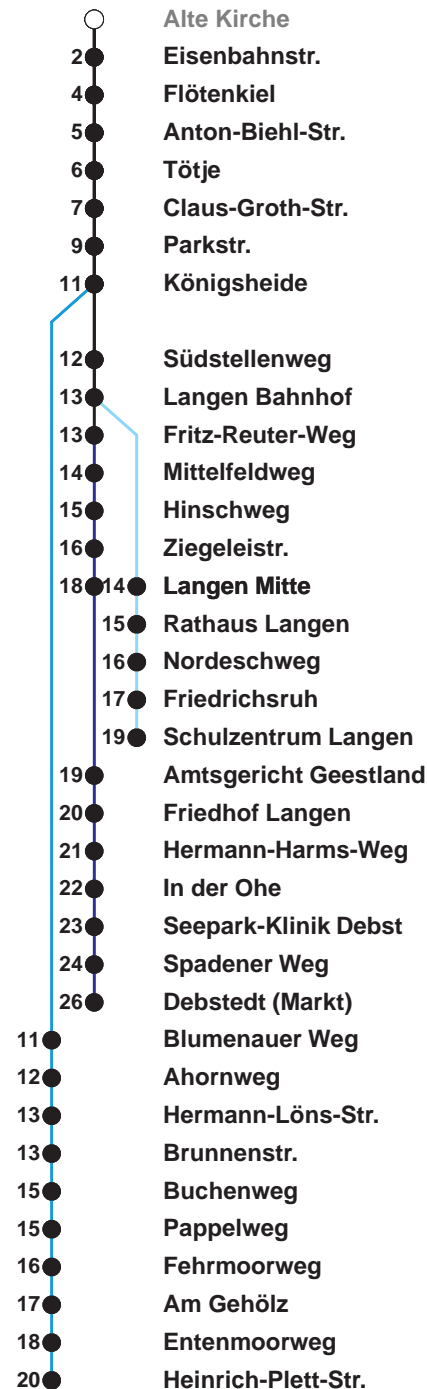 Alte Kirche
2 Eisenbahnstr.
4 Flötenkiel
5 Anton-Biehl-Str.
6 Tötje
7 Claus-Groth-Str.
9 Parkstr.
11 Königsheide
12 Südstellenweg
13 Langen Bahnhof
13 Fritz-Reuter-Weg
14 Mittelfeldweg
15 Hinschweg
16 Ziegeleistr.
18 14 Langen Mitte
15 Rathaus Langen
16 Nordeschweg
17 Friedrichsruh
19 Schulzentrum Langen
19 Amtsgericht Geestland
20 Friedhof Langen
21 Hermann-Harms-Weg
22 In der Ohe
23 Seepark-Klinik Debst
24 Spadener Weg
26 Debstedt (Markt)
11 Blumenauer Weg
12 Ahornweg
13 Hermann-Löns-Str.
13 Brunnenstr.
15 Buchenweg
15 Pappelweg
16 Fehrmoorweg
17 Am Gehölz
18 Entenmoorweg
20 Heinrich-Plett-Str.